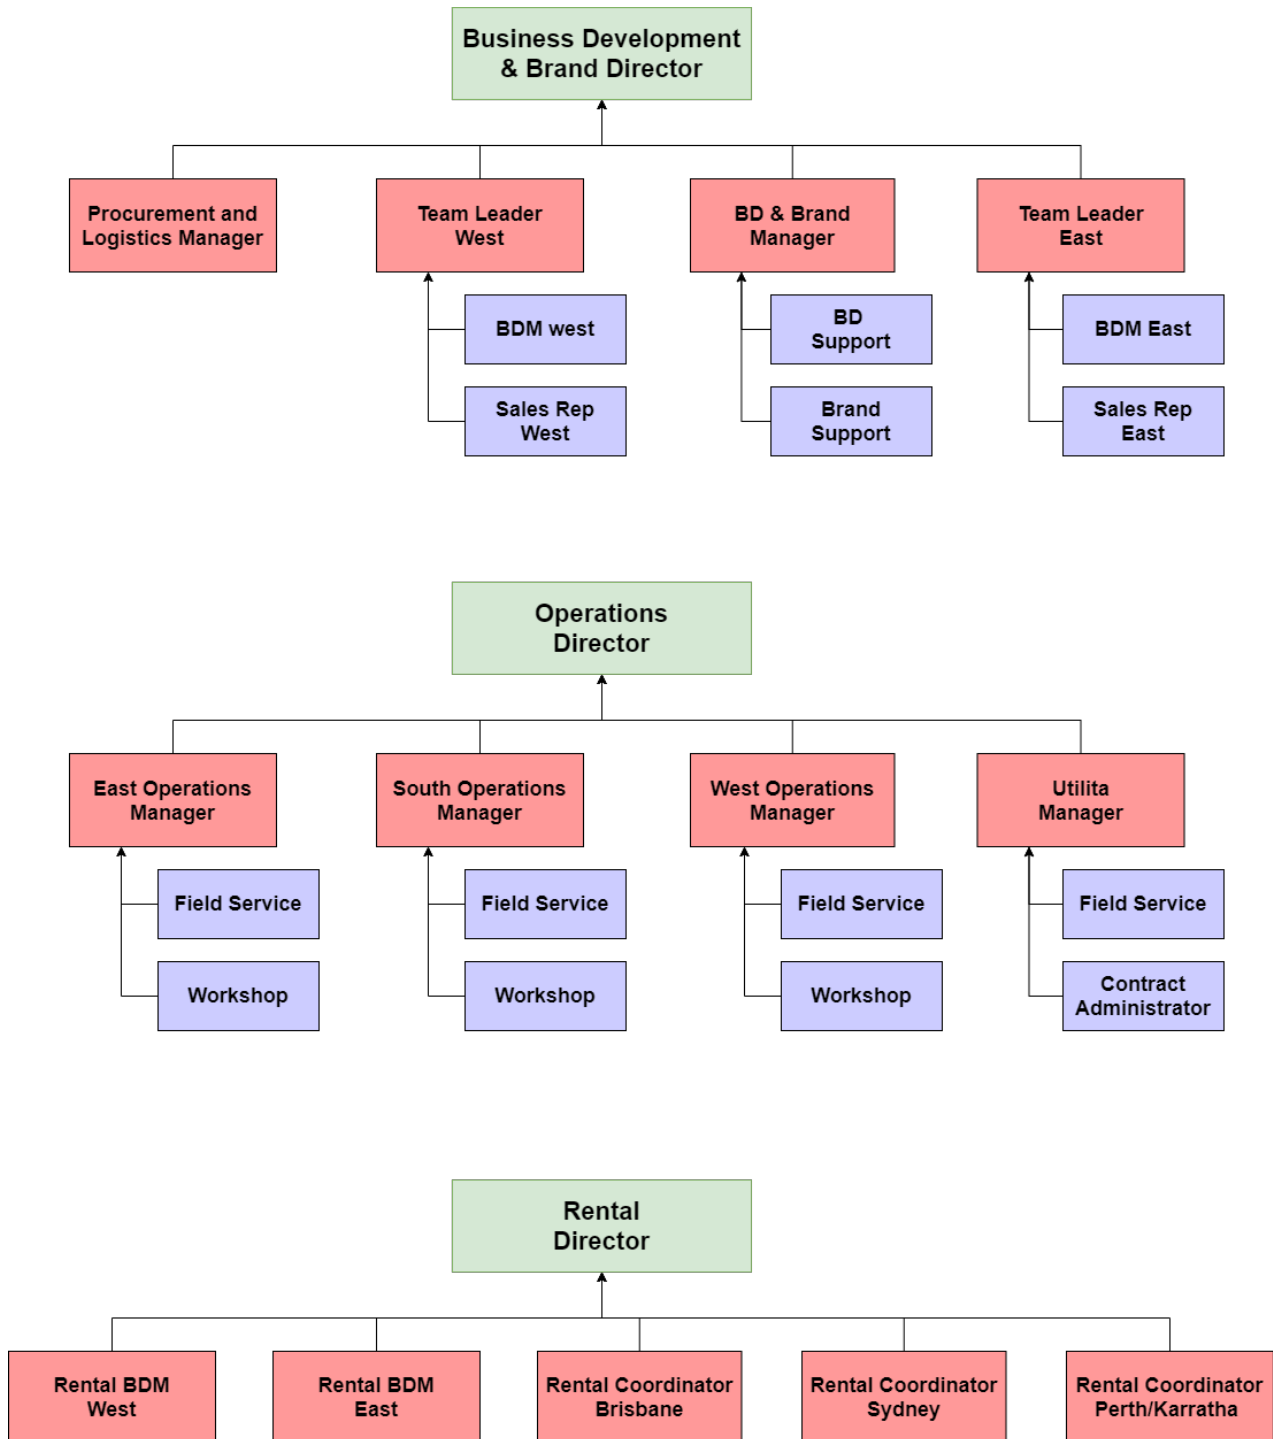 Business Development
& Brand Director
Procurement and
Logistics Manager
Team Leader
West
BD & Brand
Manager
Team Leader
East
BDM west
BD
Support
BDM East
Sales Rep
West
Brand
Support
Sales Rep
East
Operations
Director
East Operations
Manager
South Operations
Manager
West Operations
Manager
Utilita
Manager
Field Service
Field Service
Field Service
Field Service
Workshop
Workshop
Workshop
Contract
Administrator
Rental
Director
Rental BDM
West
Rental BDM
East
Rental Coordinator
Brisbane
Rental Coordinator
Sydney
Rental Coordinator
Perth/Karratha